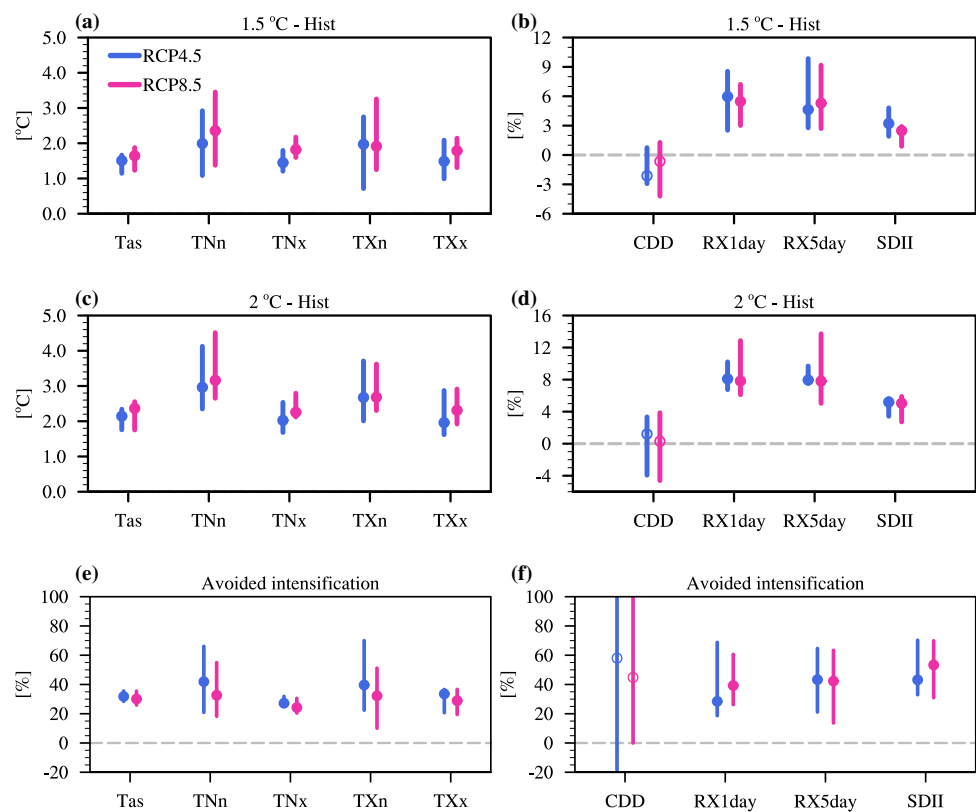 (a) 1.5 °C - Hist
5.0
4.0
3.0
2.0
1.0
0.0
[°C]
RCP4.5
RCP8.5
Tas TNn TNx TXn TXx
(b) 1.5 °C - Hist
12
9
6
3
0
-3
-6
[%]
CDD RX1day RX5day SDII
(c) 2 °C - Hist
5.0
4.0
3.0
2.0
1.0
0.0
[°C]
Tas TNn TNx TXn TXx
(d) 2 °C - Hist
16
12
8
4
0
-4
[%]
CDD RX1day RX5day SDII
(e) Avoided intensification
100
80
60
40
20
0
-20
[%]
Tas TNn TNx TXn TXx
(f) Avoided intensification
100
80
60
40
20
0
-20
[%]
CDD RX1day RX5day SDII